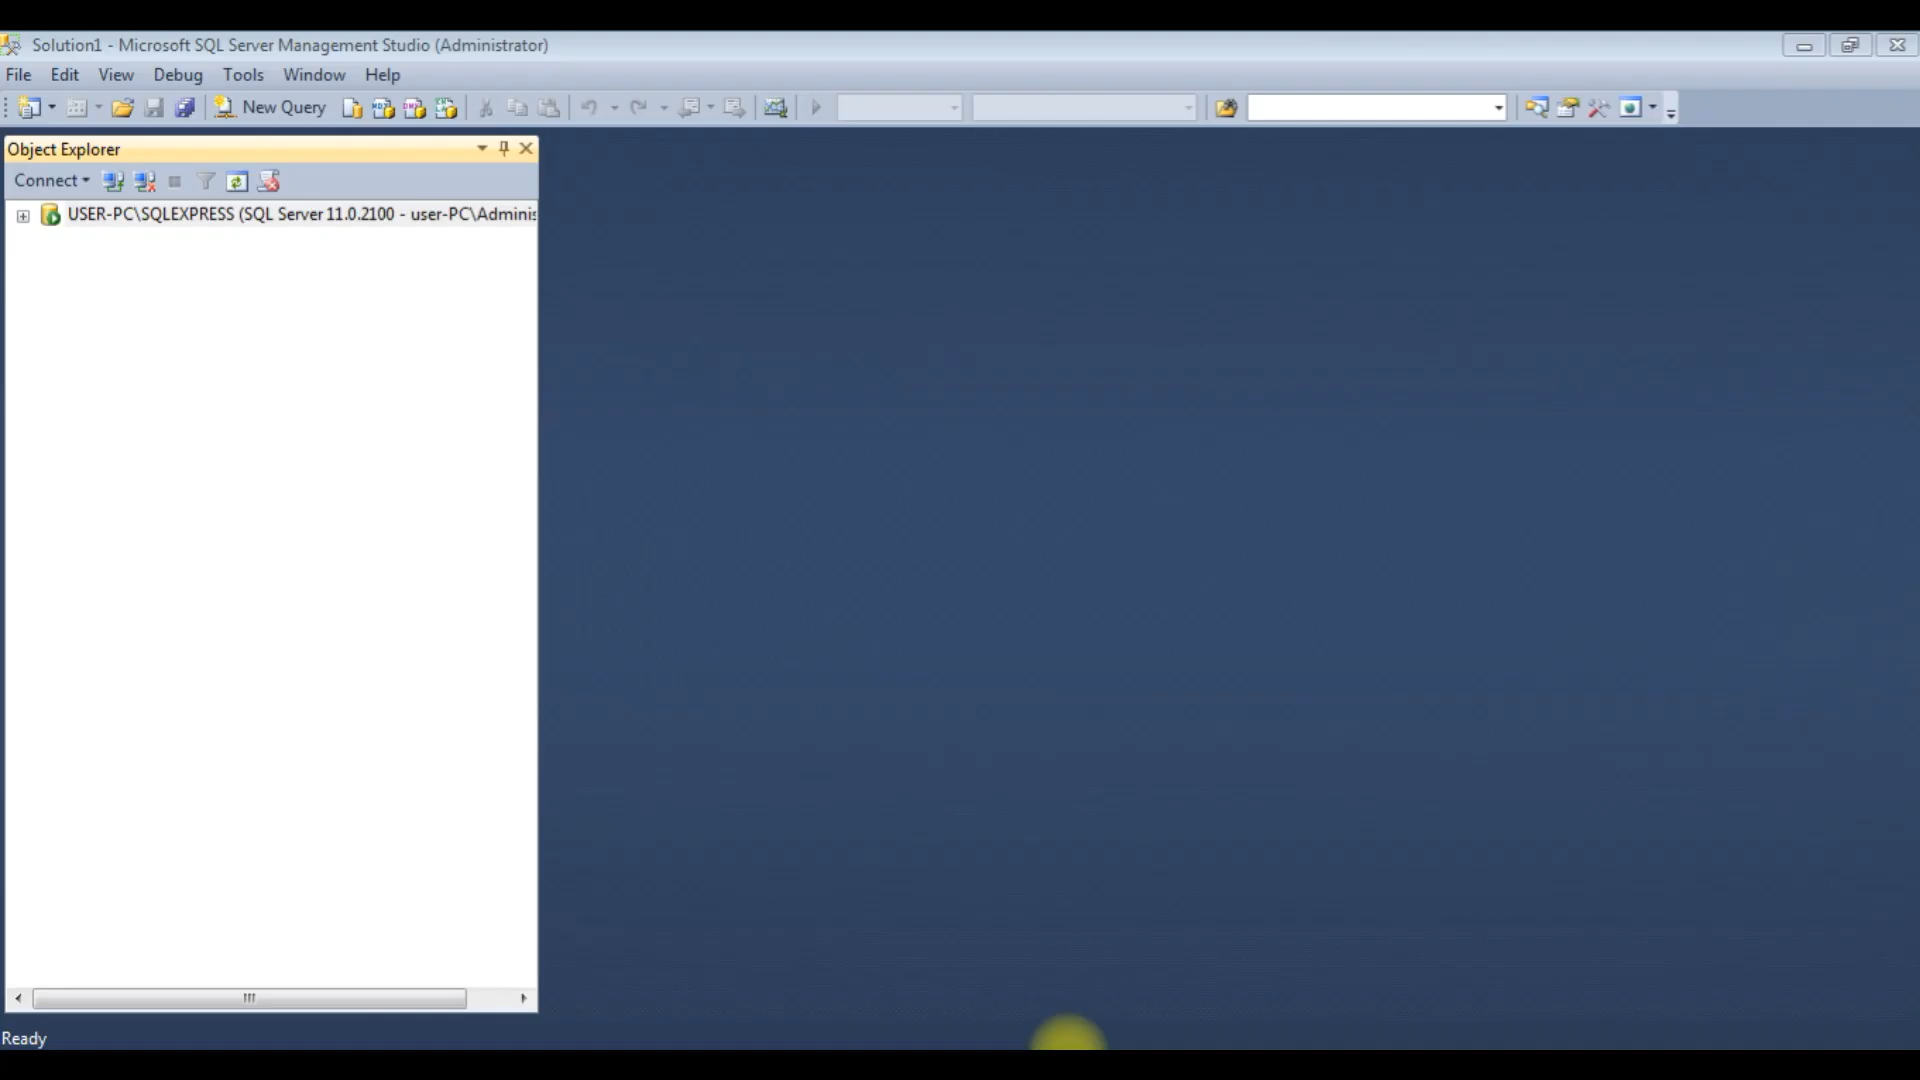 Solution1 - Microsoft SQL Server Management Studio (Administrator)
File Edit View Debug Tools Window Help
New Query
Object Explorer
Connect
USER-PC\SQLEXPRESS (SQL Server 11.0.2100 - user-PC\Adminis
Ready